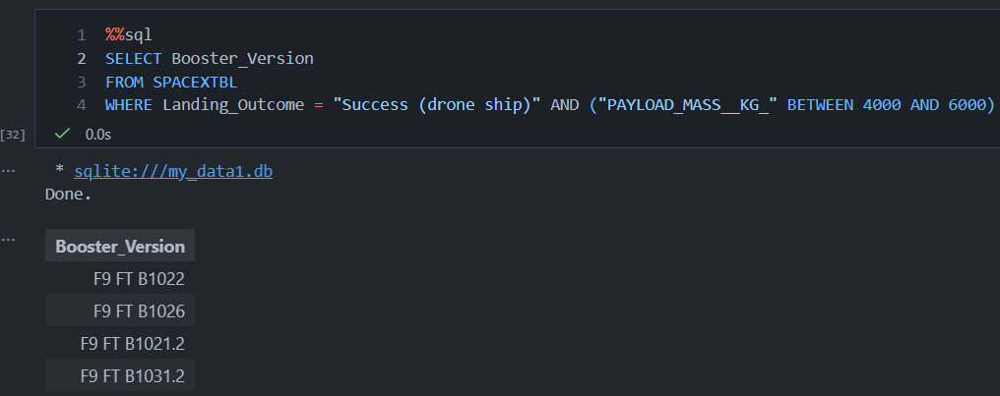 1 %%sql
2 SELECT Booster_Version
3 FROM SPACEXTBL
4 WHERE Landing_Outcome = "Success (drone ship)" AND ("PAYLOAD_MASS__KG_" BETWEEN 4000 AND 6000)
[32] ✓ 0.0s
... * sqlite:///my_data1.db
Done.
... Booster_Version
F9 FT B1022
F9 FT B1026
F9 FT B1021.2
F9 FT B1031.2